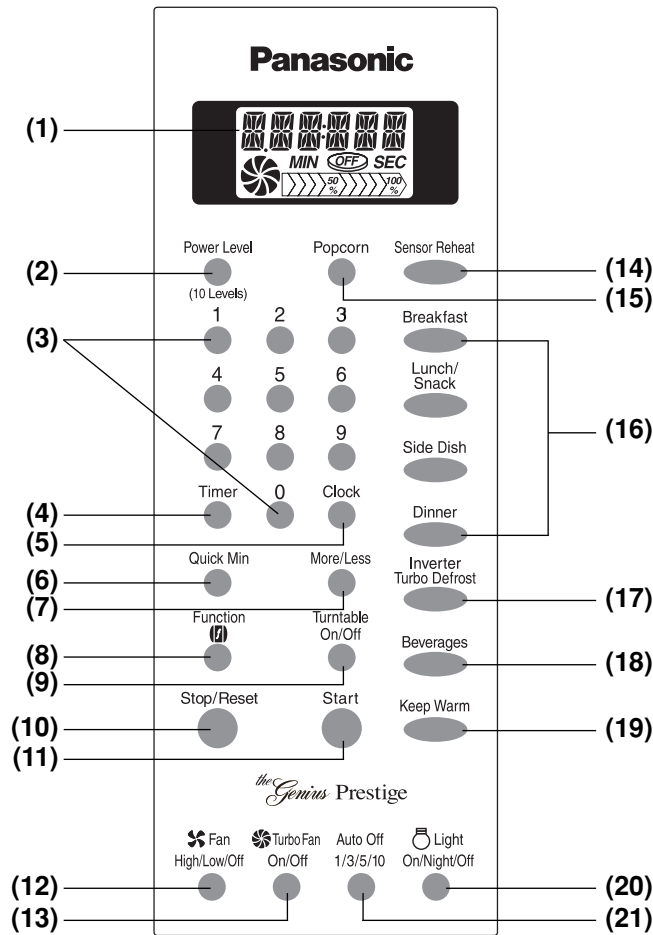 Panasonic
(1)
MIN OFF SEC
50 % 100 %
Power Level Popcorn Sensor Reheat
(2) (14)
(10 Levels) (15)
1 2 3 Breakfast
(3)
4 5 6 Lunch/
Snack
(16)
7 8 9 Side Dish
Timer 0 Clock Dinner
(4)
(5)
Quick Min More/Less Inverter
Turbo Defrost
(6)
(7) (17)
Function Turntable
f On/Off Beverages
(8) (18)
(9)
Stop/Reset Start Keep Warm
(10) (19)
(11)
the Genius Prestige
Fan Turbo Fan Auto Off Light
High/Low/Off On/Off 1/3/5/10 On/Night/Off
(12) (20)
(13) (21)